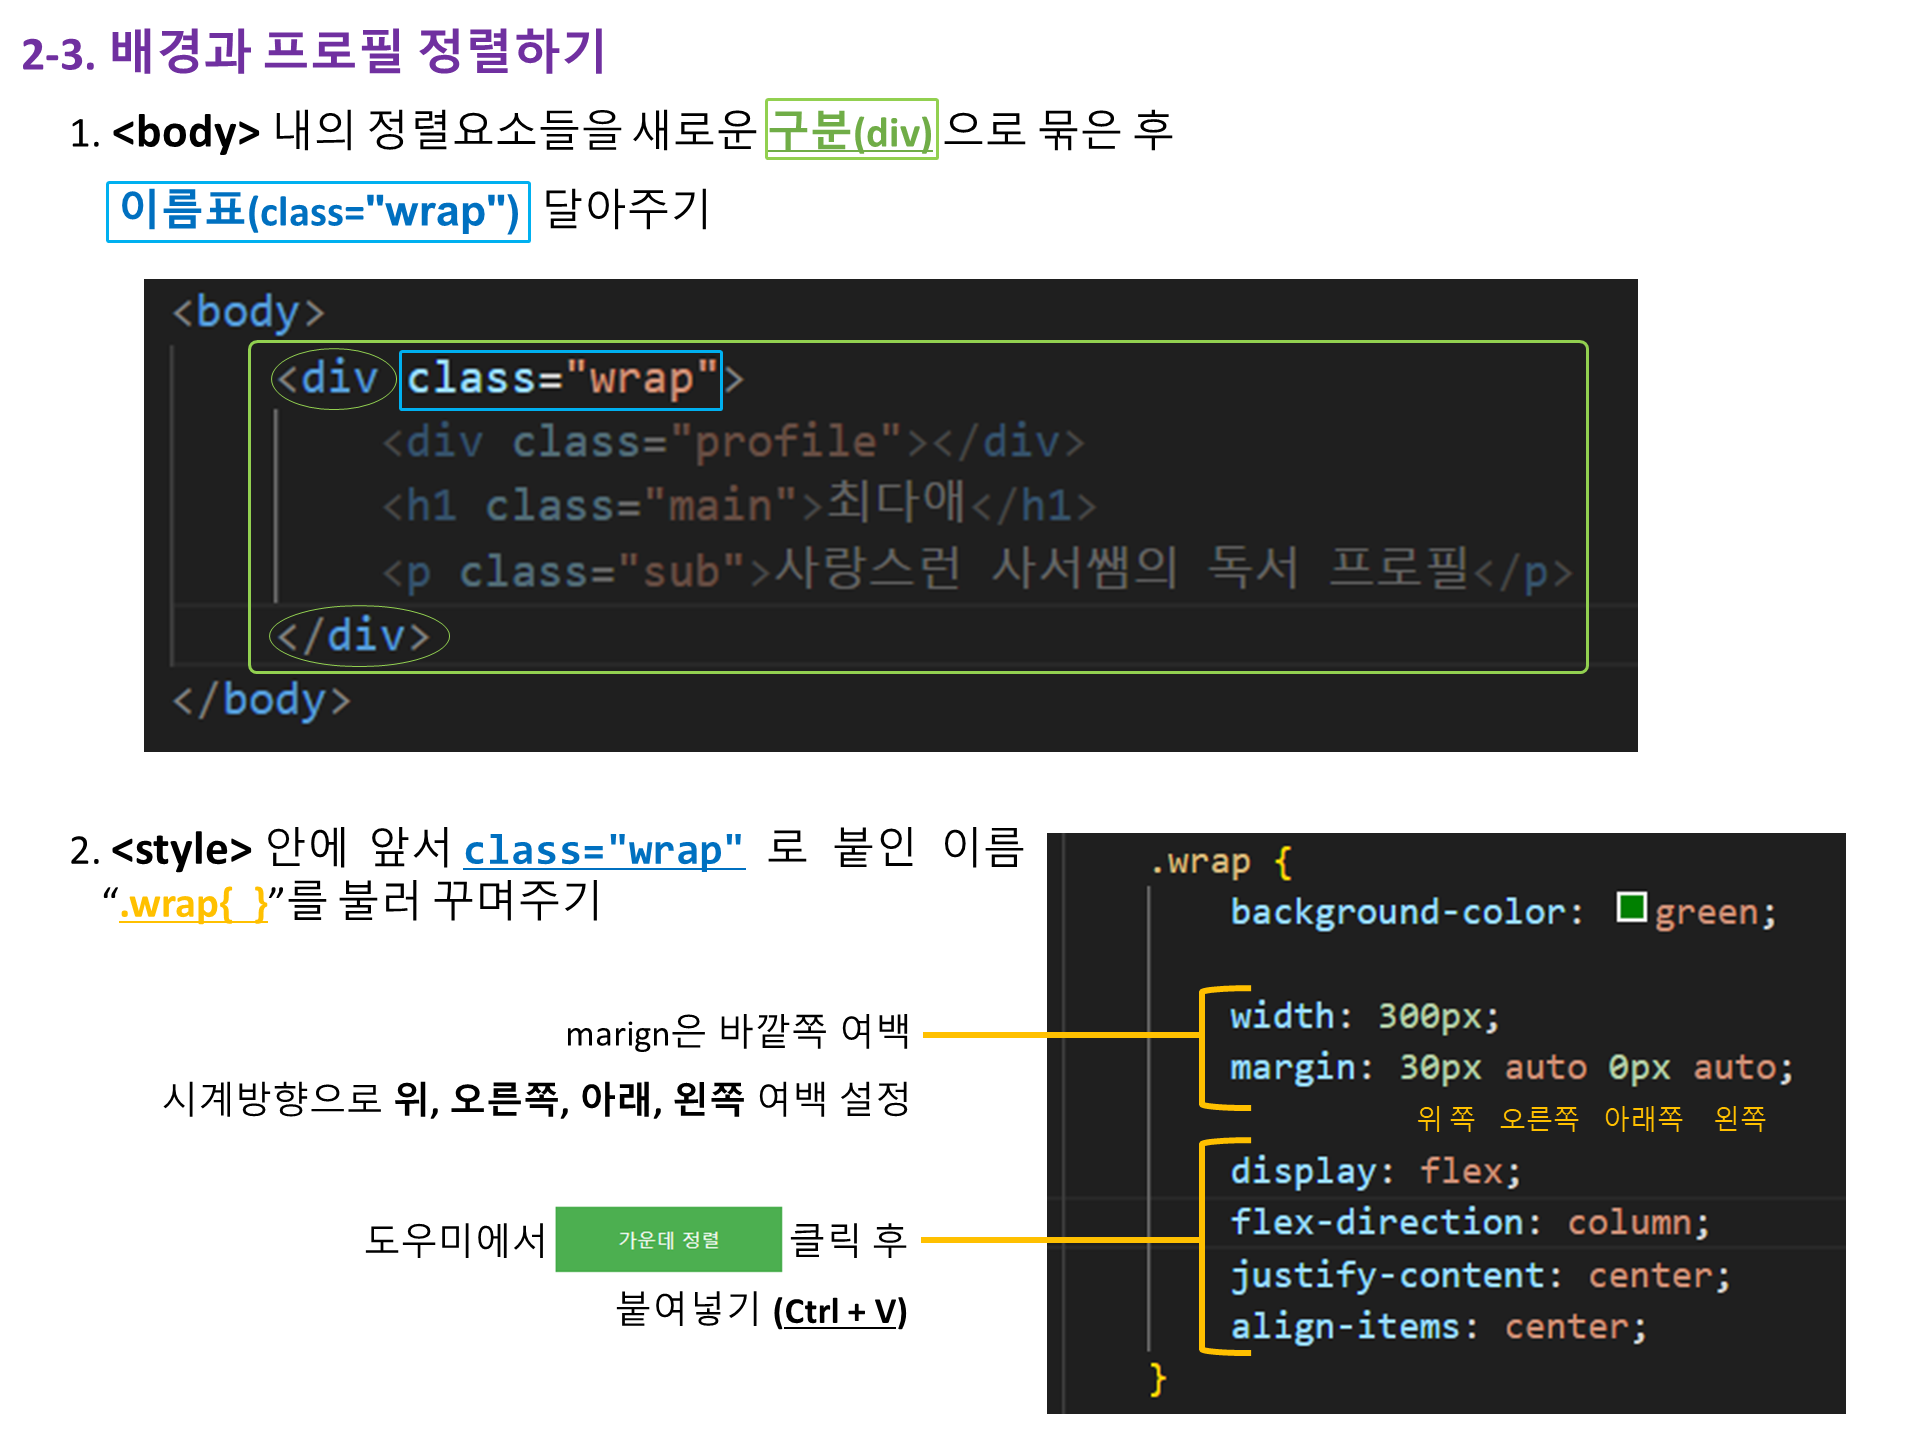 2-3. 배경과 프로필 정렬하기
1. <body> 내의 정렬요소들을 새로운 구분(div) 으로 묶은 후
이름표(class="wrap") 달아주기
<body>
<div class="wrap">
<div class="profile"></div>
<h1 class="main">최다애</h1>
<p class="sub">사랑스런 사서쌤의 독서 프로필</p>
</div>
</body>
2. <style> 안에 앞서 class="wrap" 로 붙인 이름
“.wrap{ }”를 불러 꾸며주기
marign은 바깥쪽 여백
시계방향으로 위, 오른쪽, 아래, 왼쪽 여백 설정
도우미에서 가운데 정렬 클릭 후
붙여넣기 (Ctrl + V)
.wrap {
background-color: green;
width: 300px;
margin: 30px auto 0px auto;
위 쪽 오른쪽 아래쪽 왼쪽
display: flex;
flex-direction: column;
justify-content: center;
align-items: center;
}